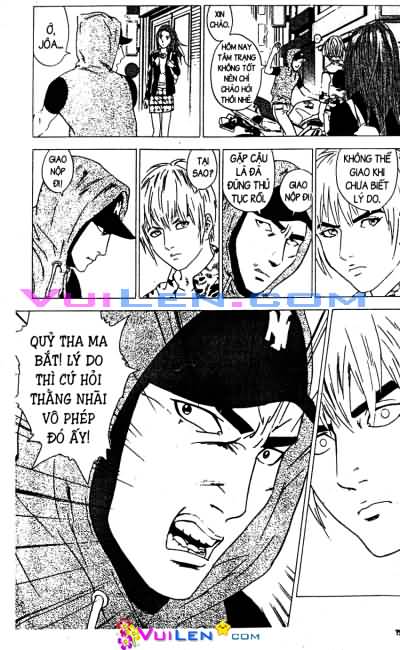 Ô,
JÔA...
XIN
CHÀO.
HÔM NAY
TÂM TRẠNG
KHÔNG TỐT
NÊN CHỈ
CHÀO HỎI
THÔI NHÉ.
GIAO
NỘP
ĐI!
TẠI
SAO?
GẶP CẬU
LÀ ĐÃ
ĐÚNG THỦ
TỤC RỒI.
GIAO
NỘP ĐI!
KHÔNG THỂ
GIAO KHI
CHƯA BIẾT
LÝ DO.
VUILEN.COM
QUỶ THA MA
BẮT! LÝ DO
THÌ CỨ HỎI
THẰNG NHÃI
VÔ PHÉP
ĐÓ ẤY!
N
VUILEN.COM